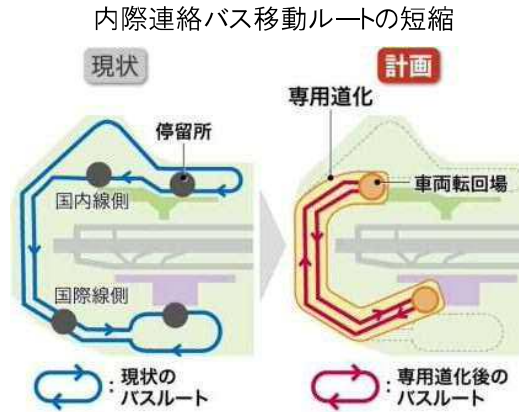 内際連絡バス移動ルートの短縮
現状
計画
専用道化
停留所
車両転回場
国内線側
国際線側
:現状の
バスルート
:専用道化後の
バスルート